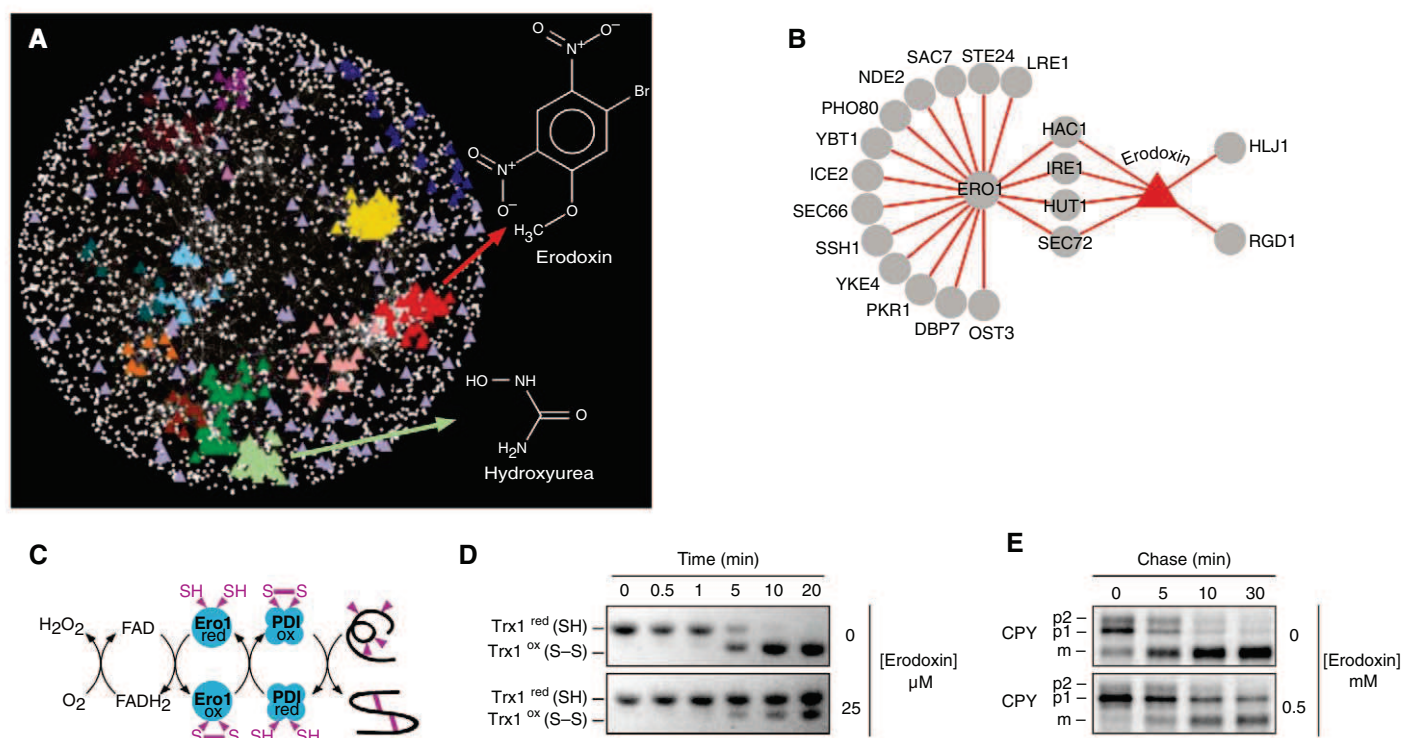 A
O
O⁻
N⁺
Br
O
N⁺
O⁻
O
H₃C
Erodoxin
HO
NH
O
H₂N
Hydroxyurea
B
SAC7
STE24
LRE1
NDE2
PHO80
YBT1
ICE2
SEC66
SSH1
YKE4
PKR1
DBP7
OST3
ERO1
HAC1
IRE1
HUT1
SEC72
Erodoxin
HLJ1
RGD1
C
SH SH S S
H₂O₂ FAD Ero1 PDI
red ox
O₂ FADH₂ Ero1 PDI
ox red
S S SH SH
D
Time (min)
0 0.5 1 5 10 20
Trx1 red (SH)
Trx1 ox (S–S)
0
Trx1 red (SH)
Trx1 ox (S–S)
25
[Erodoxin]
µM
E
Chase (min)
0 5 10 30
CPY
p2
p1
m
0
CPY
p2
p1
m
0.5
[Erodoxin]
mM